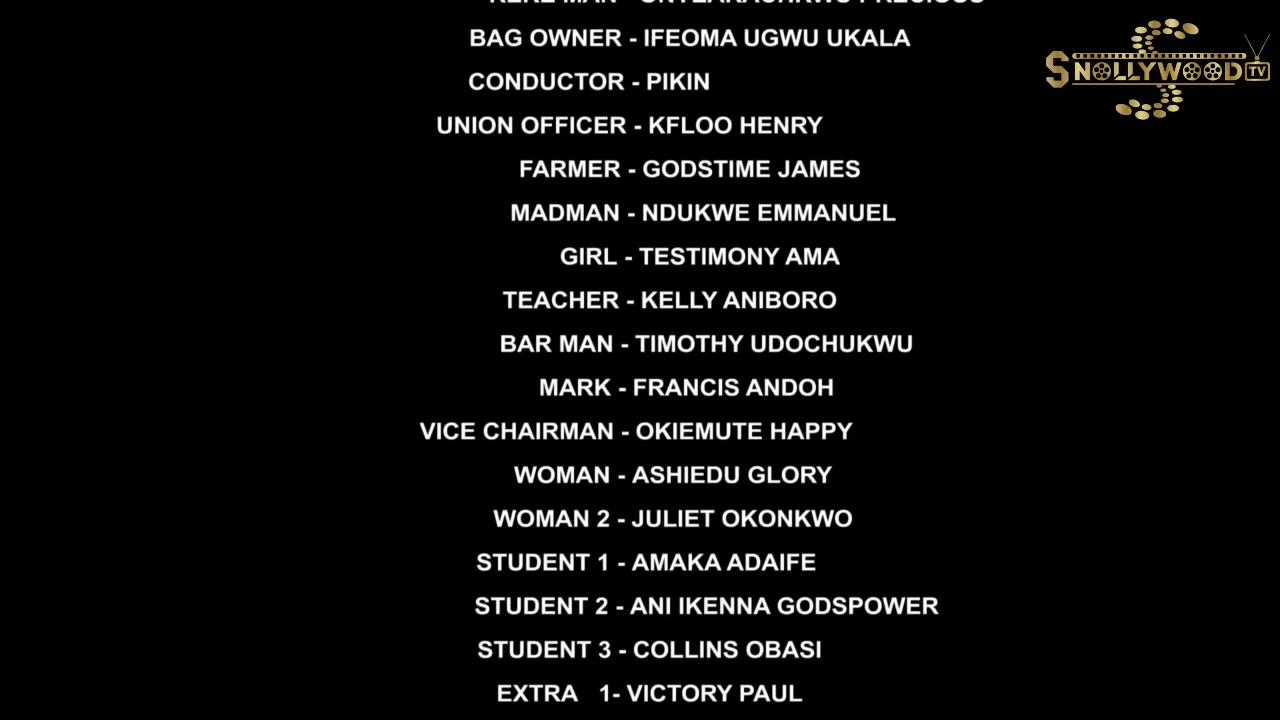 BAG OWNER - IFEOMA UGWU UKALA
CONDUCTOR - PIKIN
UNION OFFICER - KFLOO HENRY
FARMER - GODSTIME JAMES
MADMAN - NDUKWE EMMANUEL
GIRL - TESTIMONY AMA
TEACHER - KELLY ANIBORO
BAR MAN - TIMOTHY UDOCHUKWU
MARK - FRANCIS ANDOH
VICE CHAIRMAN - OKIEMUTE HAPPY
WOMAN - ASHIEDU GLORY
WOMAN 2 - JULIET OKONKWO
STUDENT 1 - AMAKA ADAIFE
STUDENT 2 - ANI IKENNA GODSPOWER
STUDENT 3 - COLLINS OBASI
EXTRA   1- VICTORY PAUL
SNOLLYWOOD TV